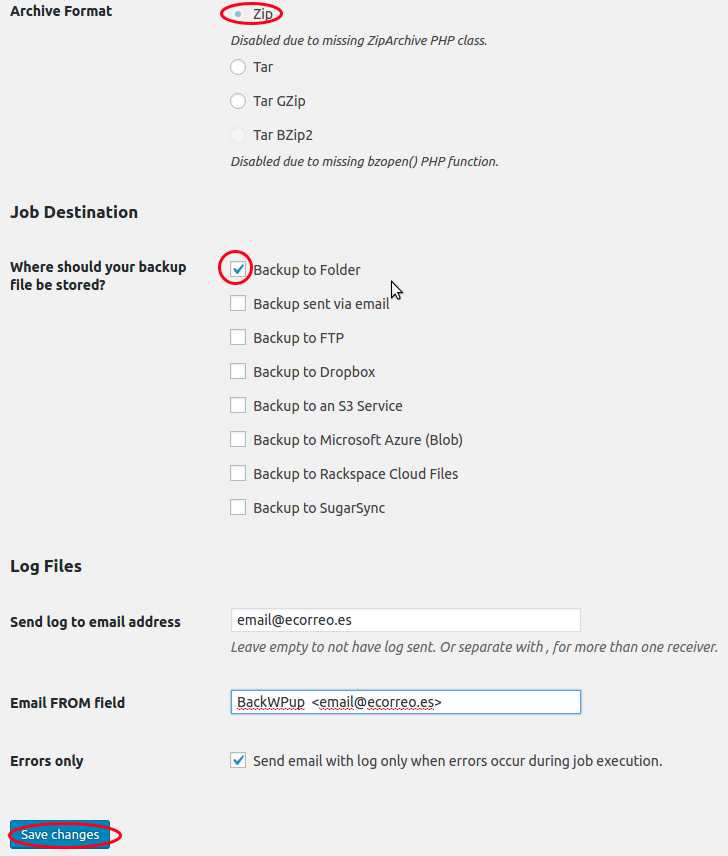 Archive Format
Zip
Disabled due to missing ZipArchive PHP class.
Tar
Tar GZip
Tar BZip2
Disabled due to missing bzopen() PHP function.
Job Destination
Where should your backup
file be stored?
Backup to Folder
Backup sent via email
Backup to FTP
Backup to Dropbox
Backup to an S3 Service
Backup to Microsoft Azure (Blob)
Backup to Rackspace Cloud Files
Backup to SugarSync
Log Files
Send log to email address
email@ecorreo.es
Leave empty to not have log sent. Or separate with , for more than one receiver.
Email FROM field
BackWPup <email@ecorreo.es>
Errors only
Send email with log only when errors occur during job execution.
Save changes